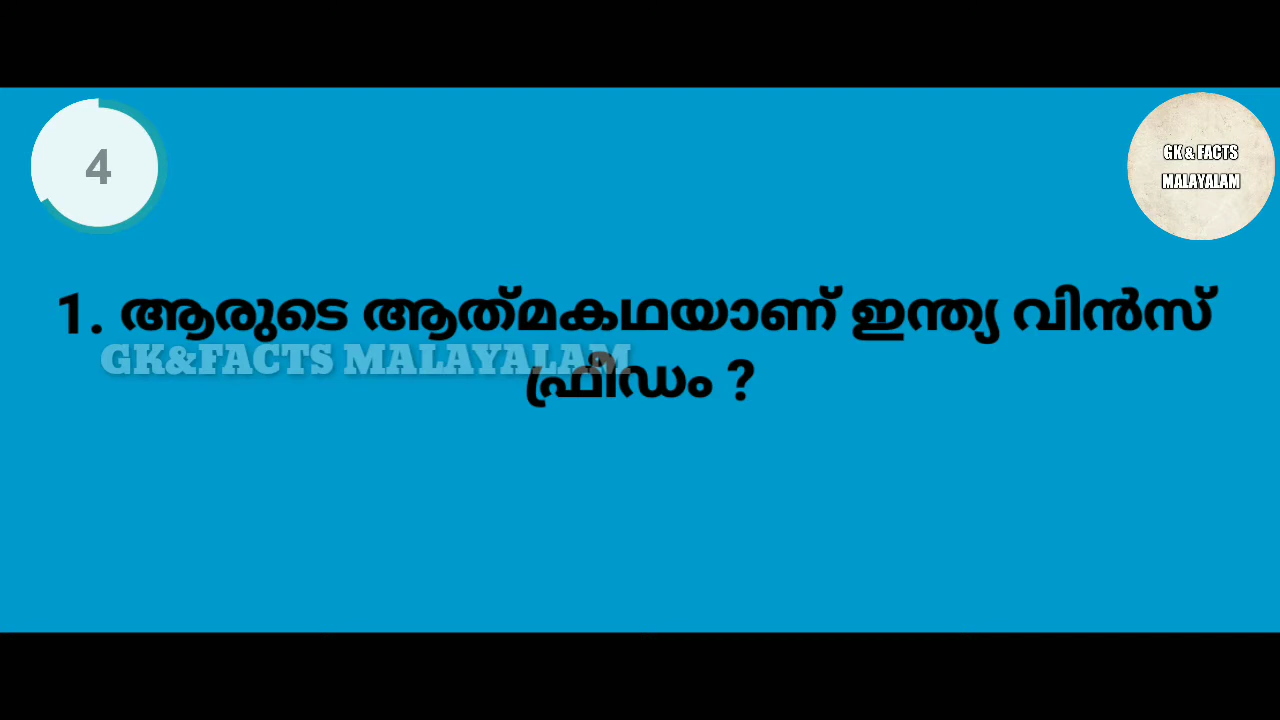 4
GK & FACTS
MALAYALAM
1. ആരുടെ ആത്മകഥയാണ് ഇന്ത്യ വിൻസ്
GK&FACTS MALAYALAM
ഫ്രീഡം ?